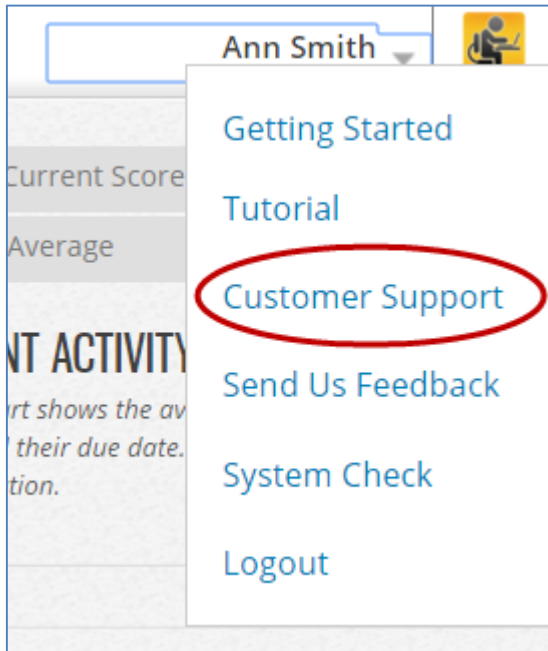 Ann Smith
Getting Started
Current Score
Tutorial
Average
Customer Support
NT ACTIVITY
Send Us Feedback
rt shows the av
their due date.
System Check
tion.
Logout